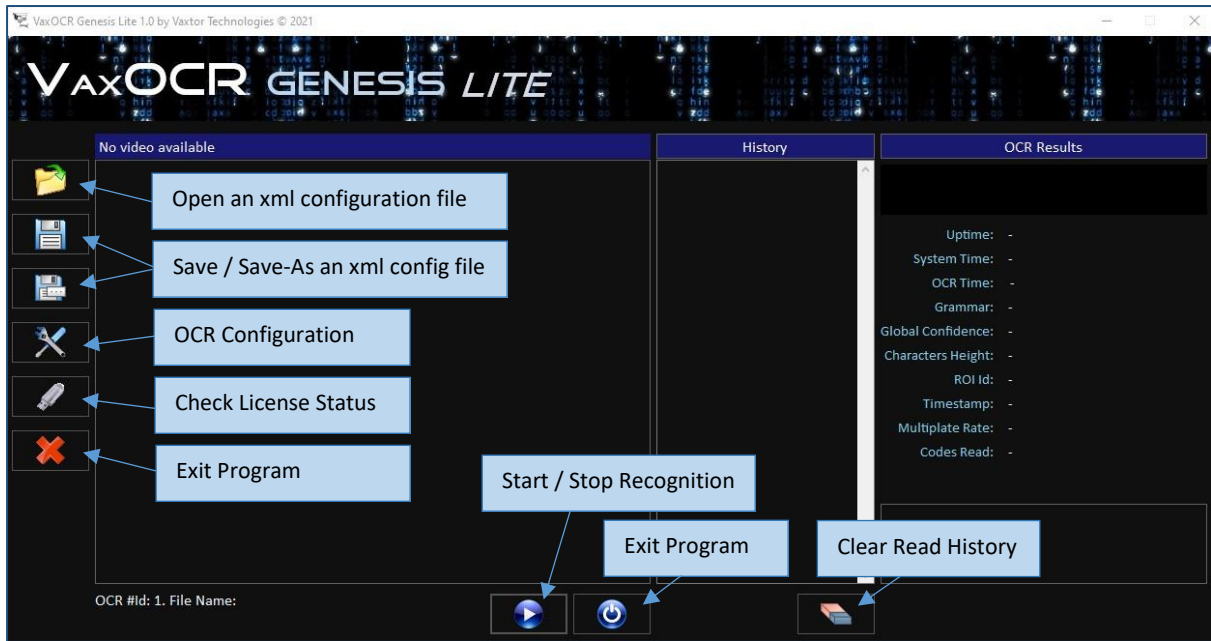 VaxOCR Genesis Lite 1.0 by Vaxtor Technologies © 2021
VAXOCR GENESIS LITE
No video available
History
OCR Results
Open an xml configuration file
Save / Save-As an xml config file
OCR Configuration
Check License Status
Exit Program
Uptime: -
System Time: -
OCR Time: -
Grammar: -
Global Confidence: -
Characters Height: -
ROI Id: -
Timestamp: -
Multiplate Rate: -
Codes Read: -
Start / Stop Recognition
Exit Program
Clear Read History
OCR #Id: 1. File Name: